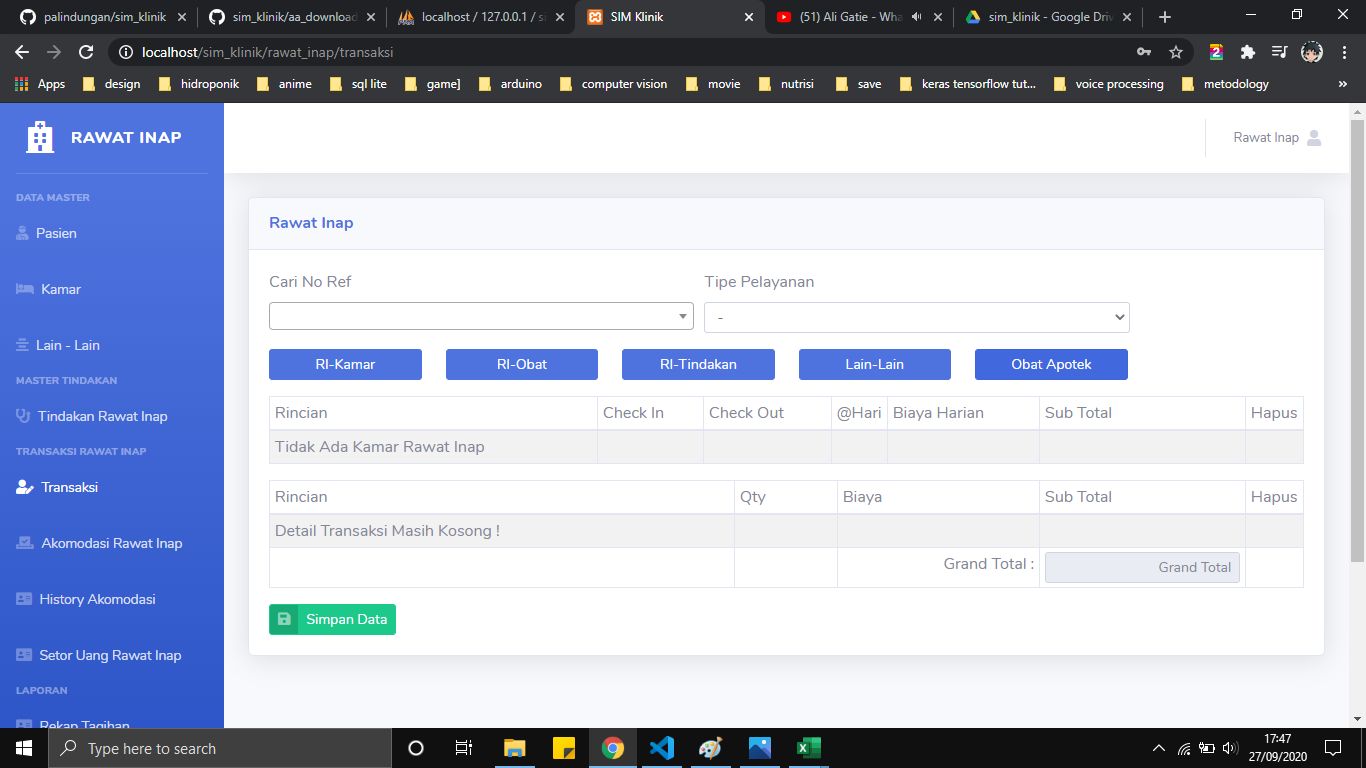 palindungan/sim_klinik
sim_klinik/aa_download
localhost / 127.0.0.1 / si
SIM Klinik
(51) Ali Gatie - Wha
sim_klinik - Google Driv
localhost/sim_klinik/rawat_inap/transaksi
Apps design hidroponik anime sql lite game] arduino computer vision movie nutrisi save keras tensorflow tut... voice processing metodology »
RAWAT INAP
Rawat Inap
DATA MASTER
Pasien
Kamar
Lain - Lain
MASTER TINDAKAN
Tindakan Rawat Inap
TRANSAKSI RAWAT INAP
Transaksi
Akomodasi Rawat Inap
History Akomodasi
Setor Uang Rawat Inap
LAPORAN
Rekap Tagihan
Rawat Inap
Cari No Ref Tipe Pelayanan
-
RI-Kamar RI-Obat RI-Tindakan Lain-Lain Obat Apotek
Rincian Check In Check Out @Hari Biaya Harian Sub Total Hapus
Tidak Ada Kamar Rawat Inap
Rincian Qty Biaya Sub Total Hapus
Detail Transaksi Masih Kosong !
Grand Total : Grand Total
Simpan Data
Type here to search
17:47
27/09/2020